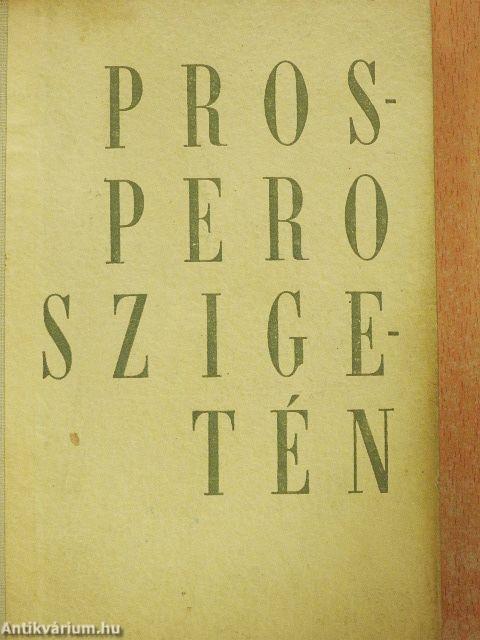 PROS-
PERO
SZIGE-
TÉN
Antikvárium.hu